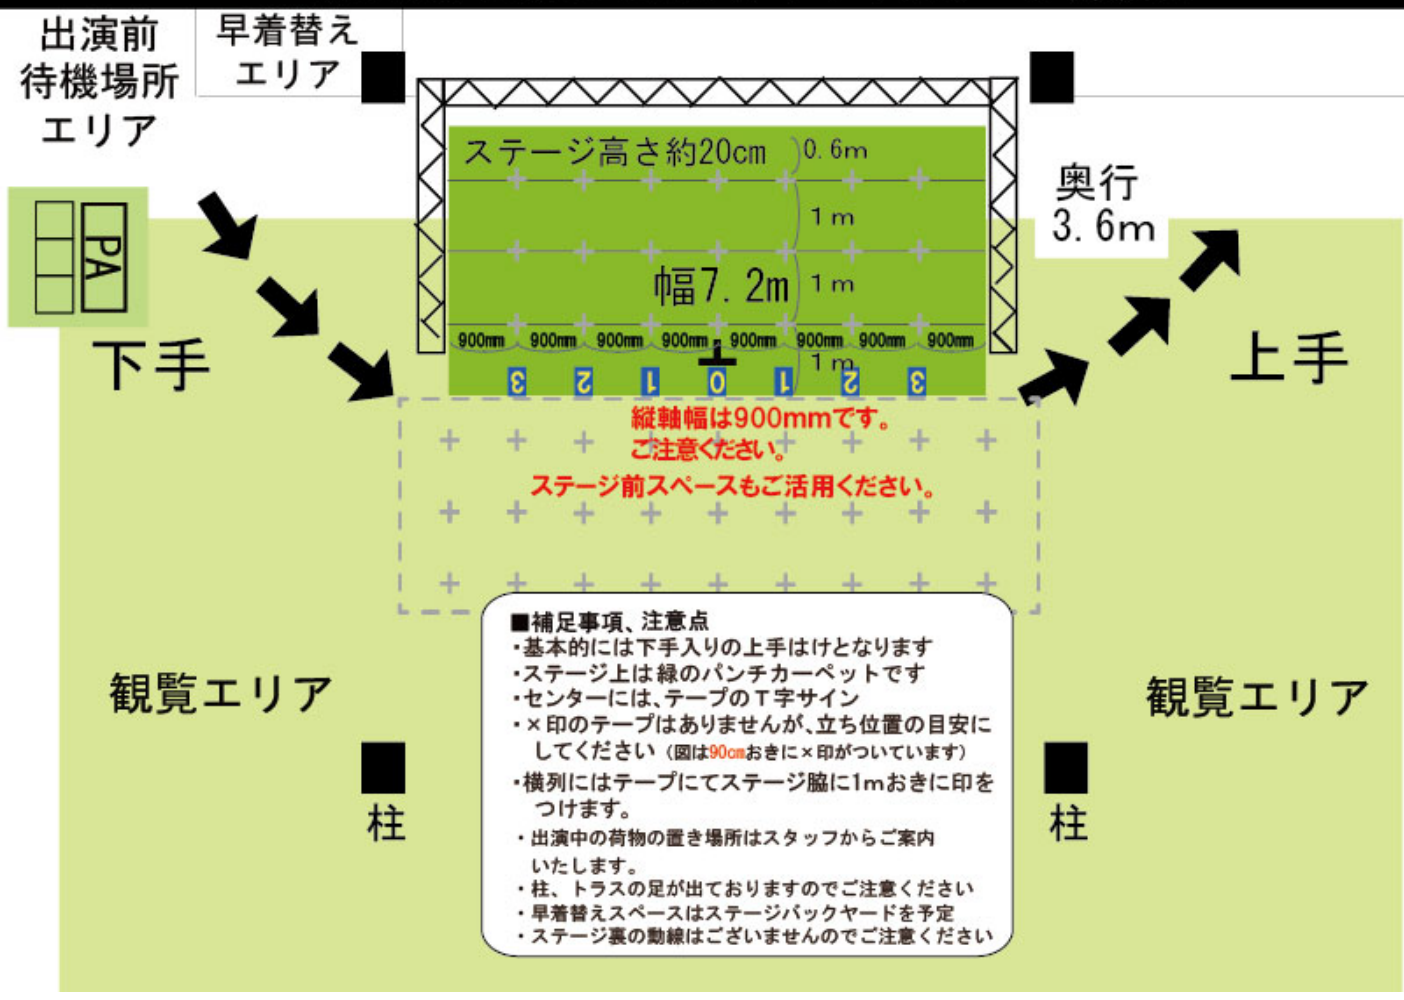 出演前
待機場所
エリア
早着替え
エリア
ステージ高さ約20cm
0.6m
1m
1m
1m
幅7.2m
奥行
3.6m
PA
下手
上手
900mm 900mm 900mm 900mm 900mm 900mm 900mm 900mm
3 2 1 0 1 2 3
縦軸幅は900mmです。
ご注意ください。
ステージ前スペースもご活用ください。
観覧エリア
観覧エリア
柱
柱
■補足事項、注意点
・基本的には下手入りの上手はけとなります
・ステージ上は緑のパンチカーペットです
・センターには、テープのT字サイン
・×印のテープはありませんが、立ち位置の目安に
してください（図は90cmおきに×印がついています）
・横列にはテープにてステージ脇に1mおきに印を
つけます。
・出演中の荷物の置き場所はスタッフからご案内
いたします。
・柱、トラスの足が出ておりますのでご注意ください
・早着替えスペースはステージバックヤードを予定
・ステージ裏の動線はございませんのでご注意ください